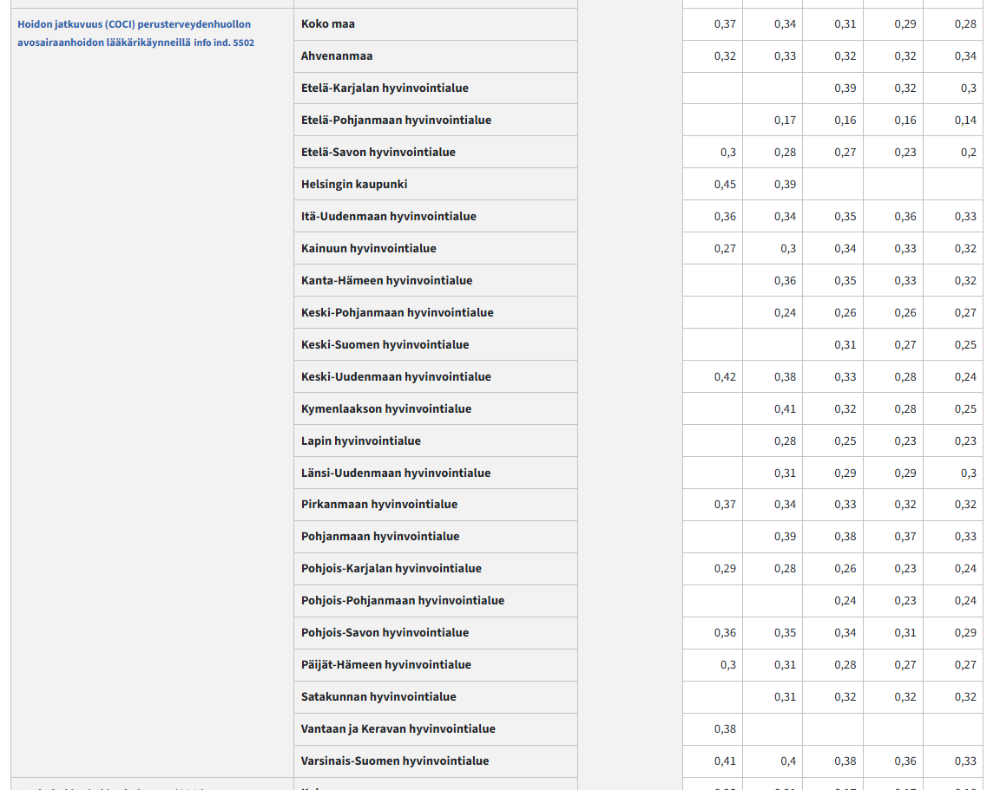 Hoidon jatkuvuus (COCI) perusterveydenhuollon
avosairaanhoidon lääkärikäynneillä info ind. 5502
Koko maa 0,37 0,34 0,31 0,29 0,28
Ahvenanmaa 0,32 0,33 0,32 0,32 0,34
Etelä-Karjalan hyvinvointialue 0,39 0,32 0,3
Etelä-Pohjanmaan hyvinvointialue 0,17 0,16 0,16 0,14
Etelä-Savon hyvinvointialue 0,3 0,28 0,27 0,23 0,2
Helsingin kaupunki 0,45 0,39
Itä-Uudenmaan hyvinvointialue 0,36 0,34 0,35 0,36 0,33
Kainuun hyvinvointialue 0,27 0,3 0,34 0,33 0,32
Kanta-Hämeen hyvinvointialue 0,36 0,35 0,33 0,32
Keski-Pohjanmaan hyvinvointialue 0,24 0,26 0,26 0,27
Keski-Suomen hyvinvointialue 0,31 0,27 0,25
Keski-Uudenmaan hyvinvointialue 0,42 0,38 0,33 0,28 0,24
Kymenlaakson hyvinvointialue 0,41 0,32 0,28 0,25
Lapin hyvinvointialue 0,28 0,25 0,23 0,23
Länsi-Uudenmaan hyvinvointialue 0,31 0,29 0,29 0,3
Pirkanmaan hyvinvointialue 0,37 0,34 0,33 0,32 0,32
Pohjanmaan hyvinvointialue 0,39 0,38 0,37 0,33
Pohjois-Karjalan hyvinvointialue 0,29 0,28 0,26 0,23 0,24
Pohjois-Pohjanmaan hyvinvointialue 0,24 0,23 0,24
Pohjois-Savon hyvinvointialue 0,36 0,35 0,34 0,31 0,29
Päijät-Hämeen hyvinvointialue 0,3 0,31 0,28 0,27 0,27
Satakunnan hyvinvointialue 0,31 0,32 0,32 0,32
Vantaan ja Keravan hyvinvointialue 0,38
Varsinais-Suomen hyvinvointialue 0,41 0,4 0,38 0,36 0,33